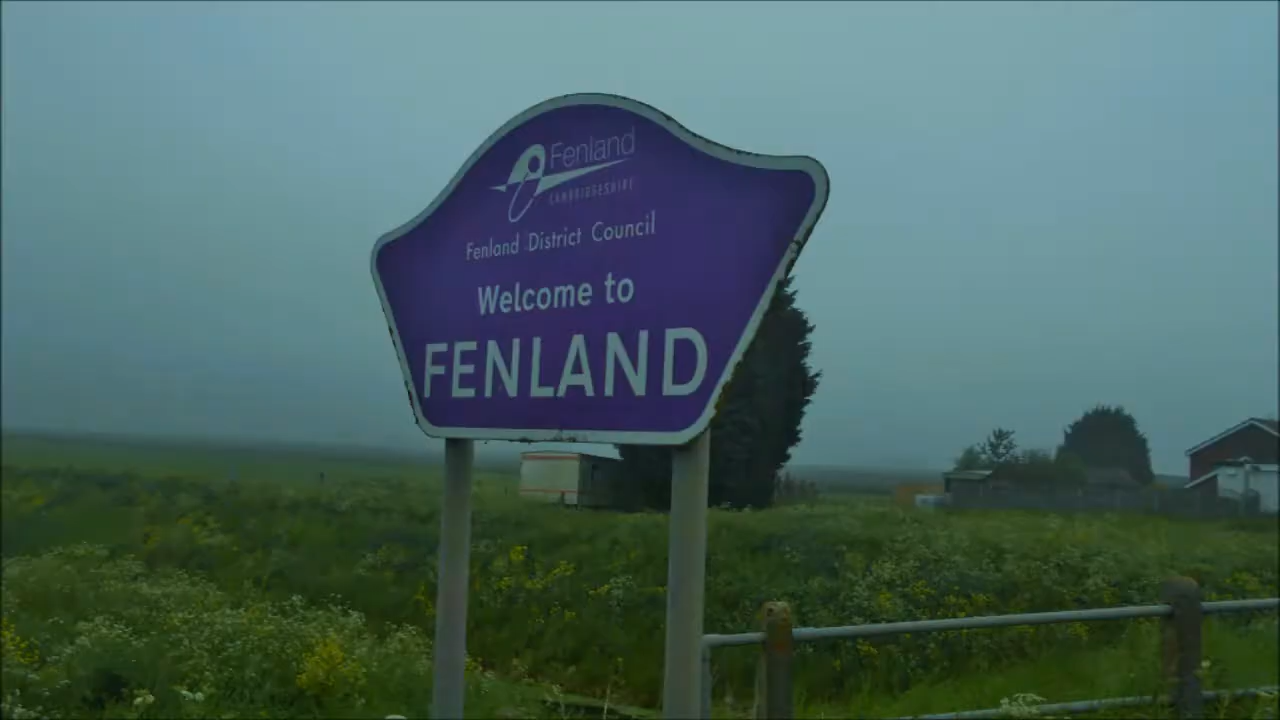 Fenland
CAMBRIDGESHIRE
Fenland District Council
Welcome to
FENLAND